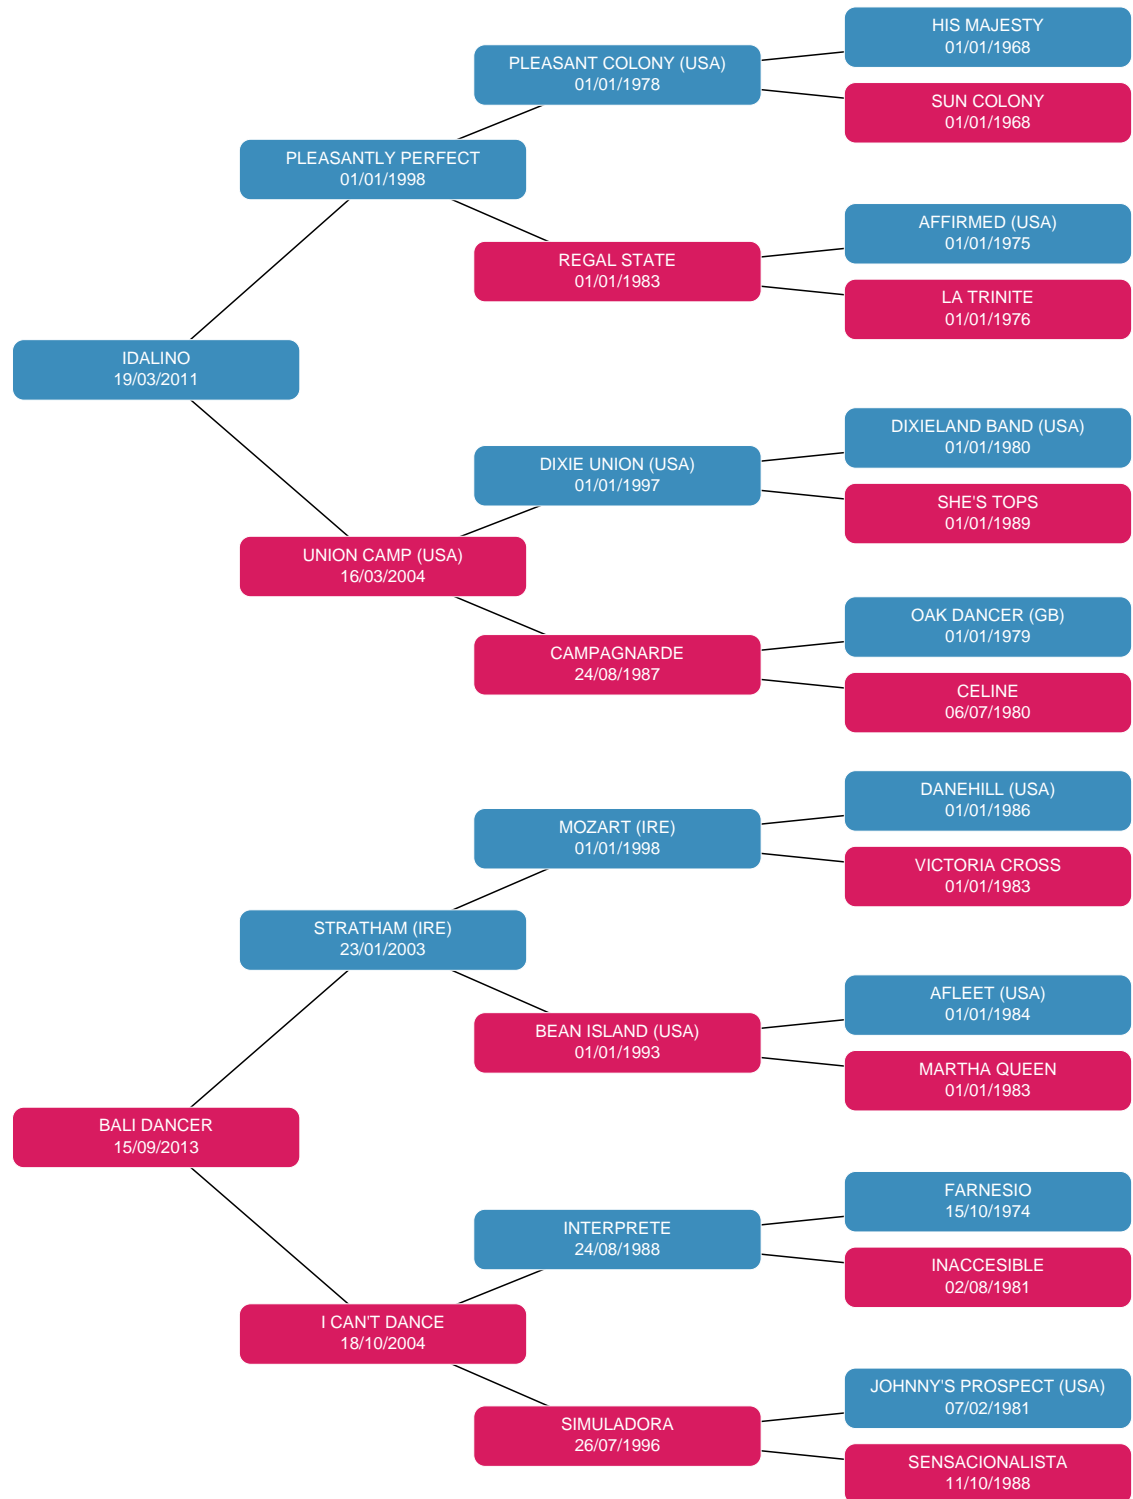 HIS MAJESTY
01/01/1968
PLEASANT COLONY (USA)
01/01/1978
SUN COLONY
01/01/1968
PLEASANTLY PERFECT
01/01/1998
AFFIRMED (USA)
01/01/1975
REGAL STATE
01/01/1983
LA TRINITE
01/01/1976
IDALINO
19/03/2011
DIXIELAND BAND (USA)
01/01/1980
DIXIE UNION (USA)
01/01/1997
SHE'S TOPS
01/01/1989
UNION CAMP (USA)
16/03/2004
OAK DANCER (GB)
01/01/1979
CAMPAGNARDE
24/08/1987
CELINE
06/07/1980
DANEHILL (USA)
01/01/1986
MOZART (IRE)
01/01/1998
VICTORIA CROSS
01/01/1983
STRATHAM (IRE)
23/01/2003
AFLEET (USA)
01/01/1984
BEAN ISLAND (USA)
01/01/1993
MARTHA QUEEN
01/01/1983
BALI DANCER
15/09/2013
FARNESIO
15/10/1974
INTERPRETE
24/08/1988
INACCESIBLE
02/08/1981
I CAN'T DANCE
18/10/2004
JOHNNY'S PROSPECT (USA)
07/02/1981
SIMULADORA
26/07/1996
SENSACIONALISTA
11/10/1988